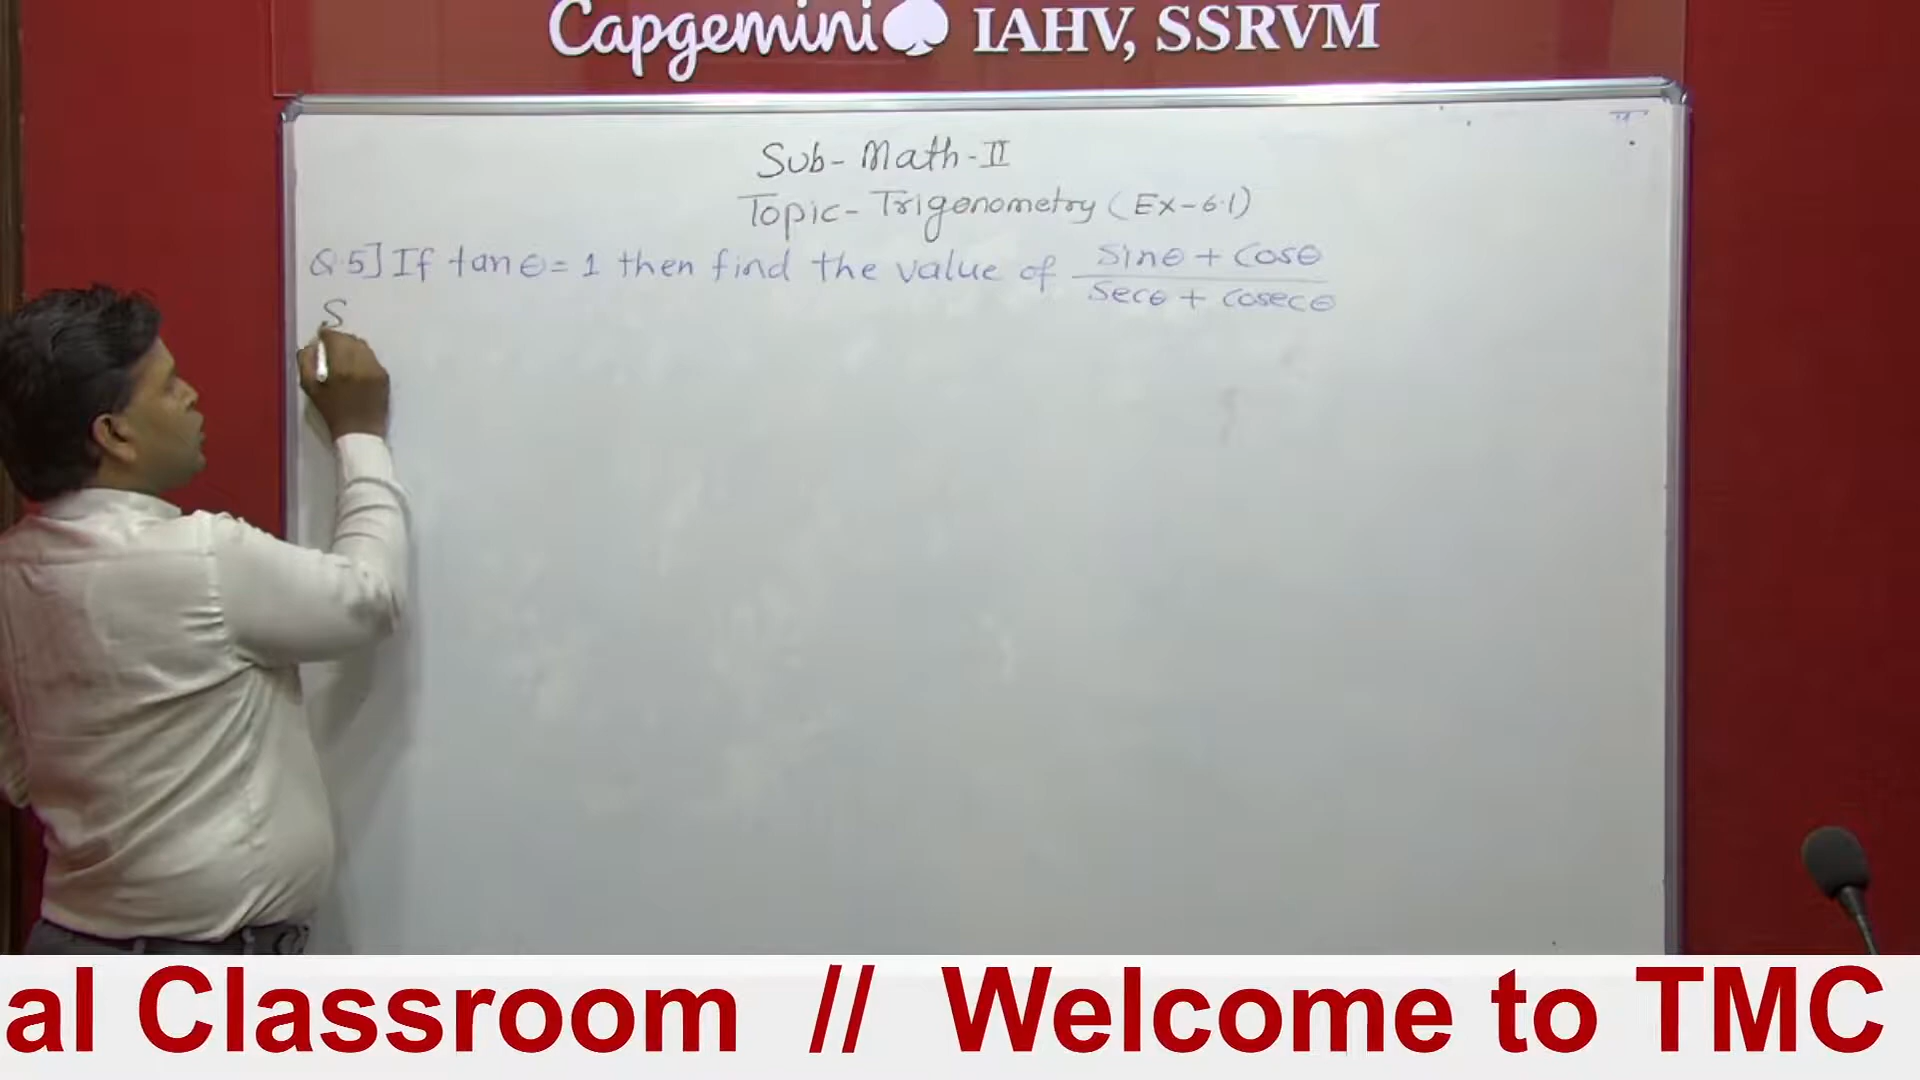 Capgemini IAHV, SSRVM
Sub- Math-II
Topic- Trigonometry (Ex-6.1)
Q.5] If tanθ = 1 then find the value of sinθ + cosθ
secθ + cosecθ
S
al Classroom // Welcome to TMC